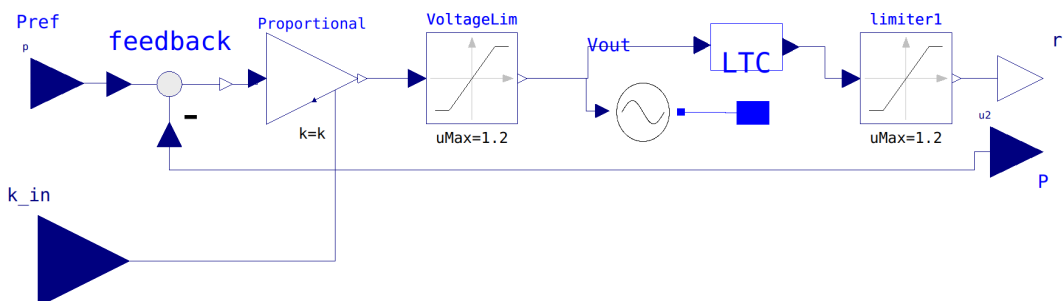 Pref
p
feedback
-
Proportional
k=k
VoltageLim
uMax=1.2
Vout
LTC
limiter1
uMax=1.2
r
u2
P
k_in